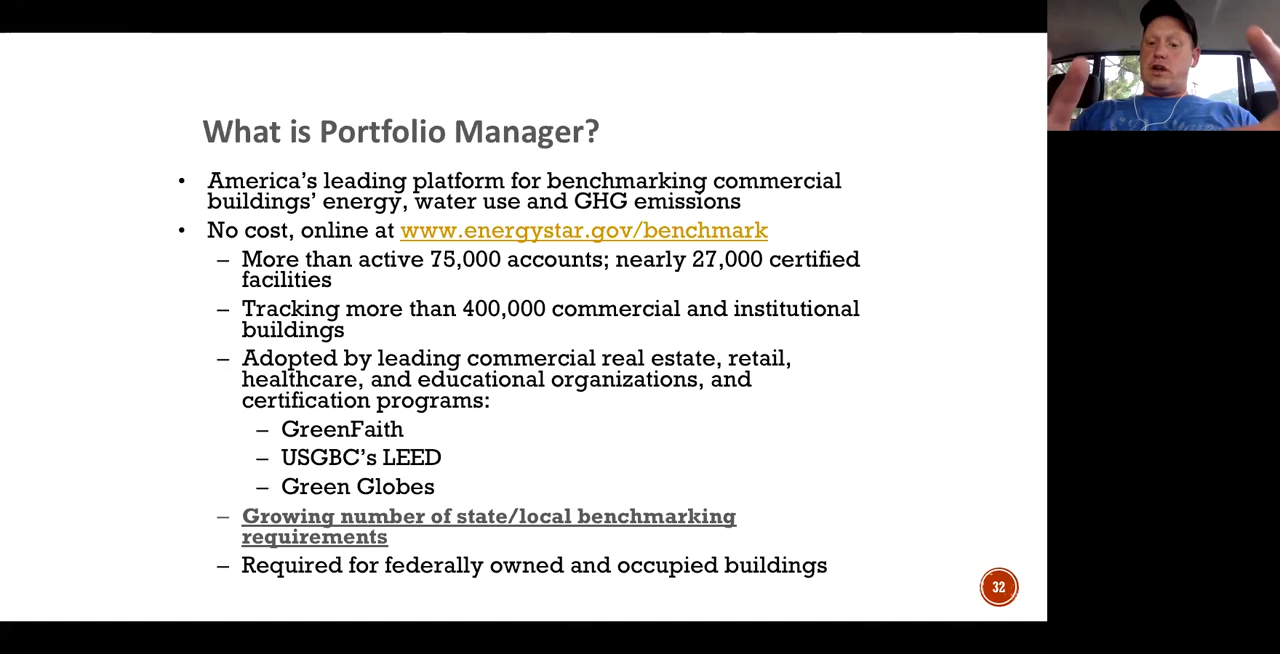 What is Portfolio Manager?
• America's leading platform for benchmarking commercial
buildings' energy, water use and GHG emissions
• No cost, online at www.energystar.gov/benchmark
– More than active 75,000 accounts; nearly 27,000 certified
facilities
– Tracking more than 400,000 commercial and institutional
buildings
– Adopted by leading commercial real estate, retail,
healthcare, and educational organizations, and
certification programs:
– GreenFaith
– USGBC's LEED
– Green Globes
– Growing number of state/local benchmarking
requirements
– Required for federally owned and occupied buildings
32